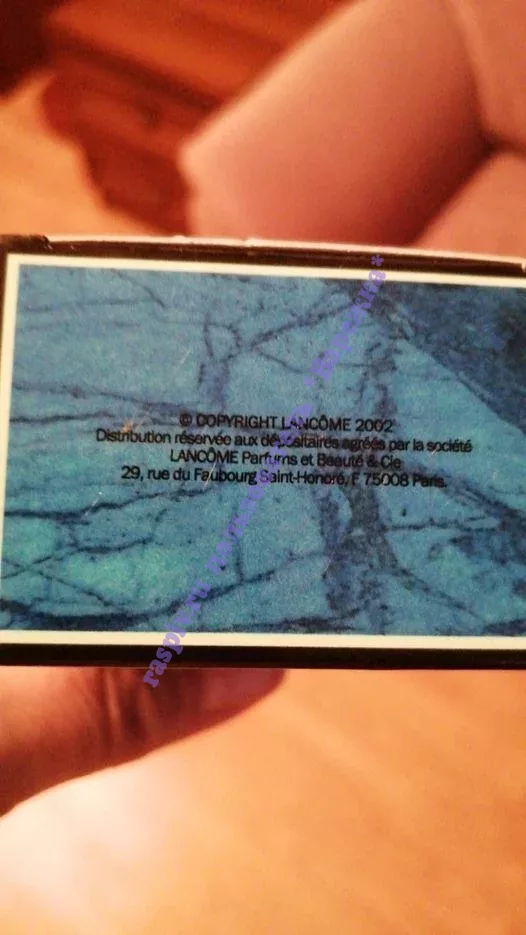 © COPYRIGHT LANCÔME 2002
Distribution réservée aux dépositaires agréés par la société
LANCÔME Parfums et Beauté & Cie
29, rue du Faubourg Saint-Honoré, F 75008 Paris.